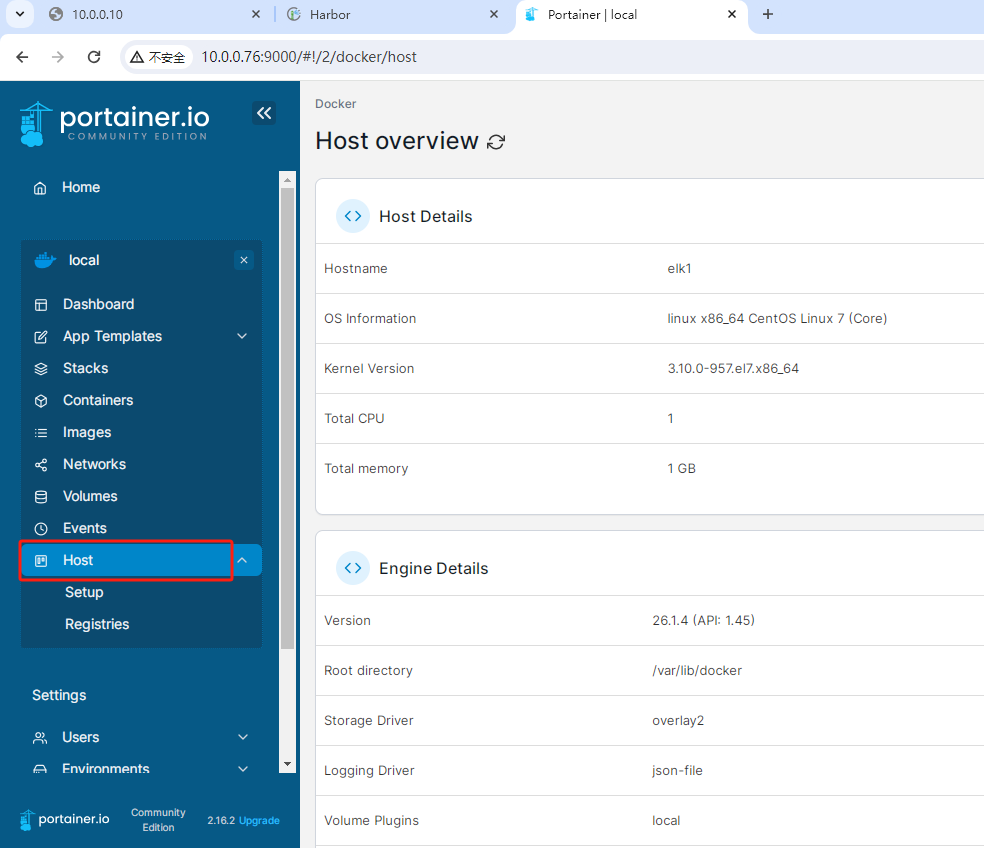 10.0.0.10
Harbor
Portainer | local
不安全
10.0.0.76:9000/#!/2/docker/host
portainer.io
COMMUNITY EDITION
Home
local
Dashboard
App Templates
Stacks
Containers
Images
Networks
Volumes
Events
Host
Setup
Registries
Settings
Users
Environments
portainer.io
Community
Edition
2.16.2 Upgrade
Docker
Host overview
Host Details
Hostname elk1
OS Information linux x86_64 CentOS Linux 7 (Core)
Kernel Version 3.10.0-957.el7.x86_64
Total CPU 1
Total memory 1 GB
Engine Details
Version 26.1.4 (API: 1.45)
Root directory /var/lib/docker
Storage Driver overlay2
Logging Driver json-file
Volume Plugins local